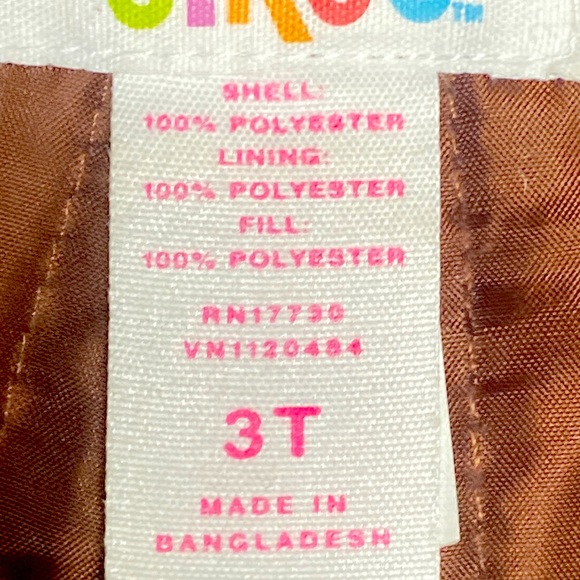 SHELL:
100% POLYESTER
LINING:
100% POLYESTER
FILL:
100% POLYESTER
RN17730
VN1120484
3T
MADE IN
BANGLADESH